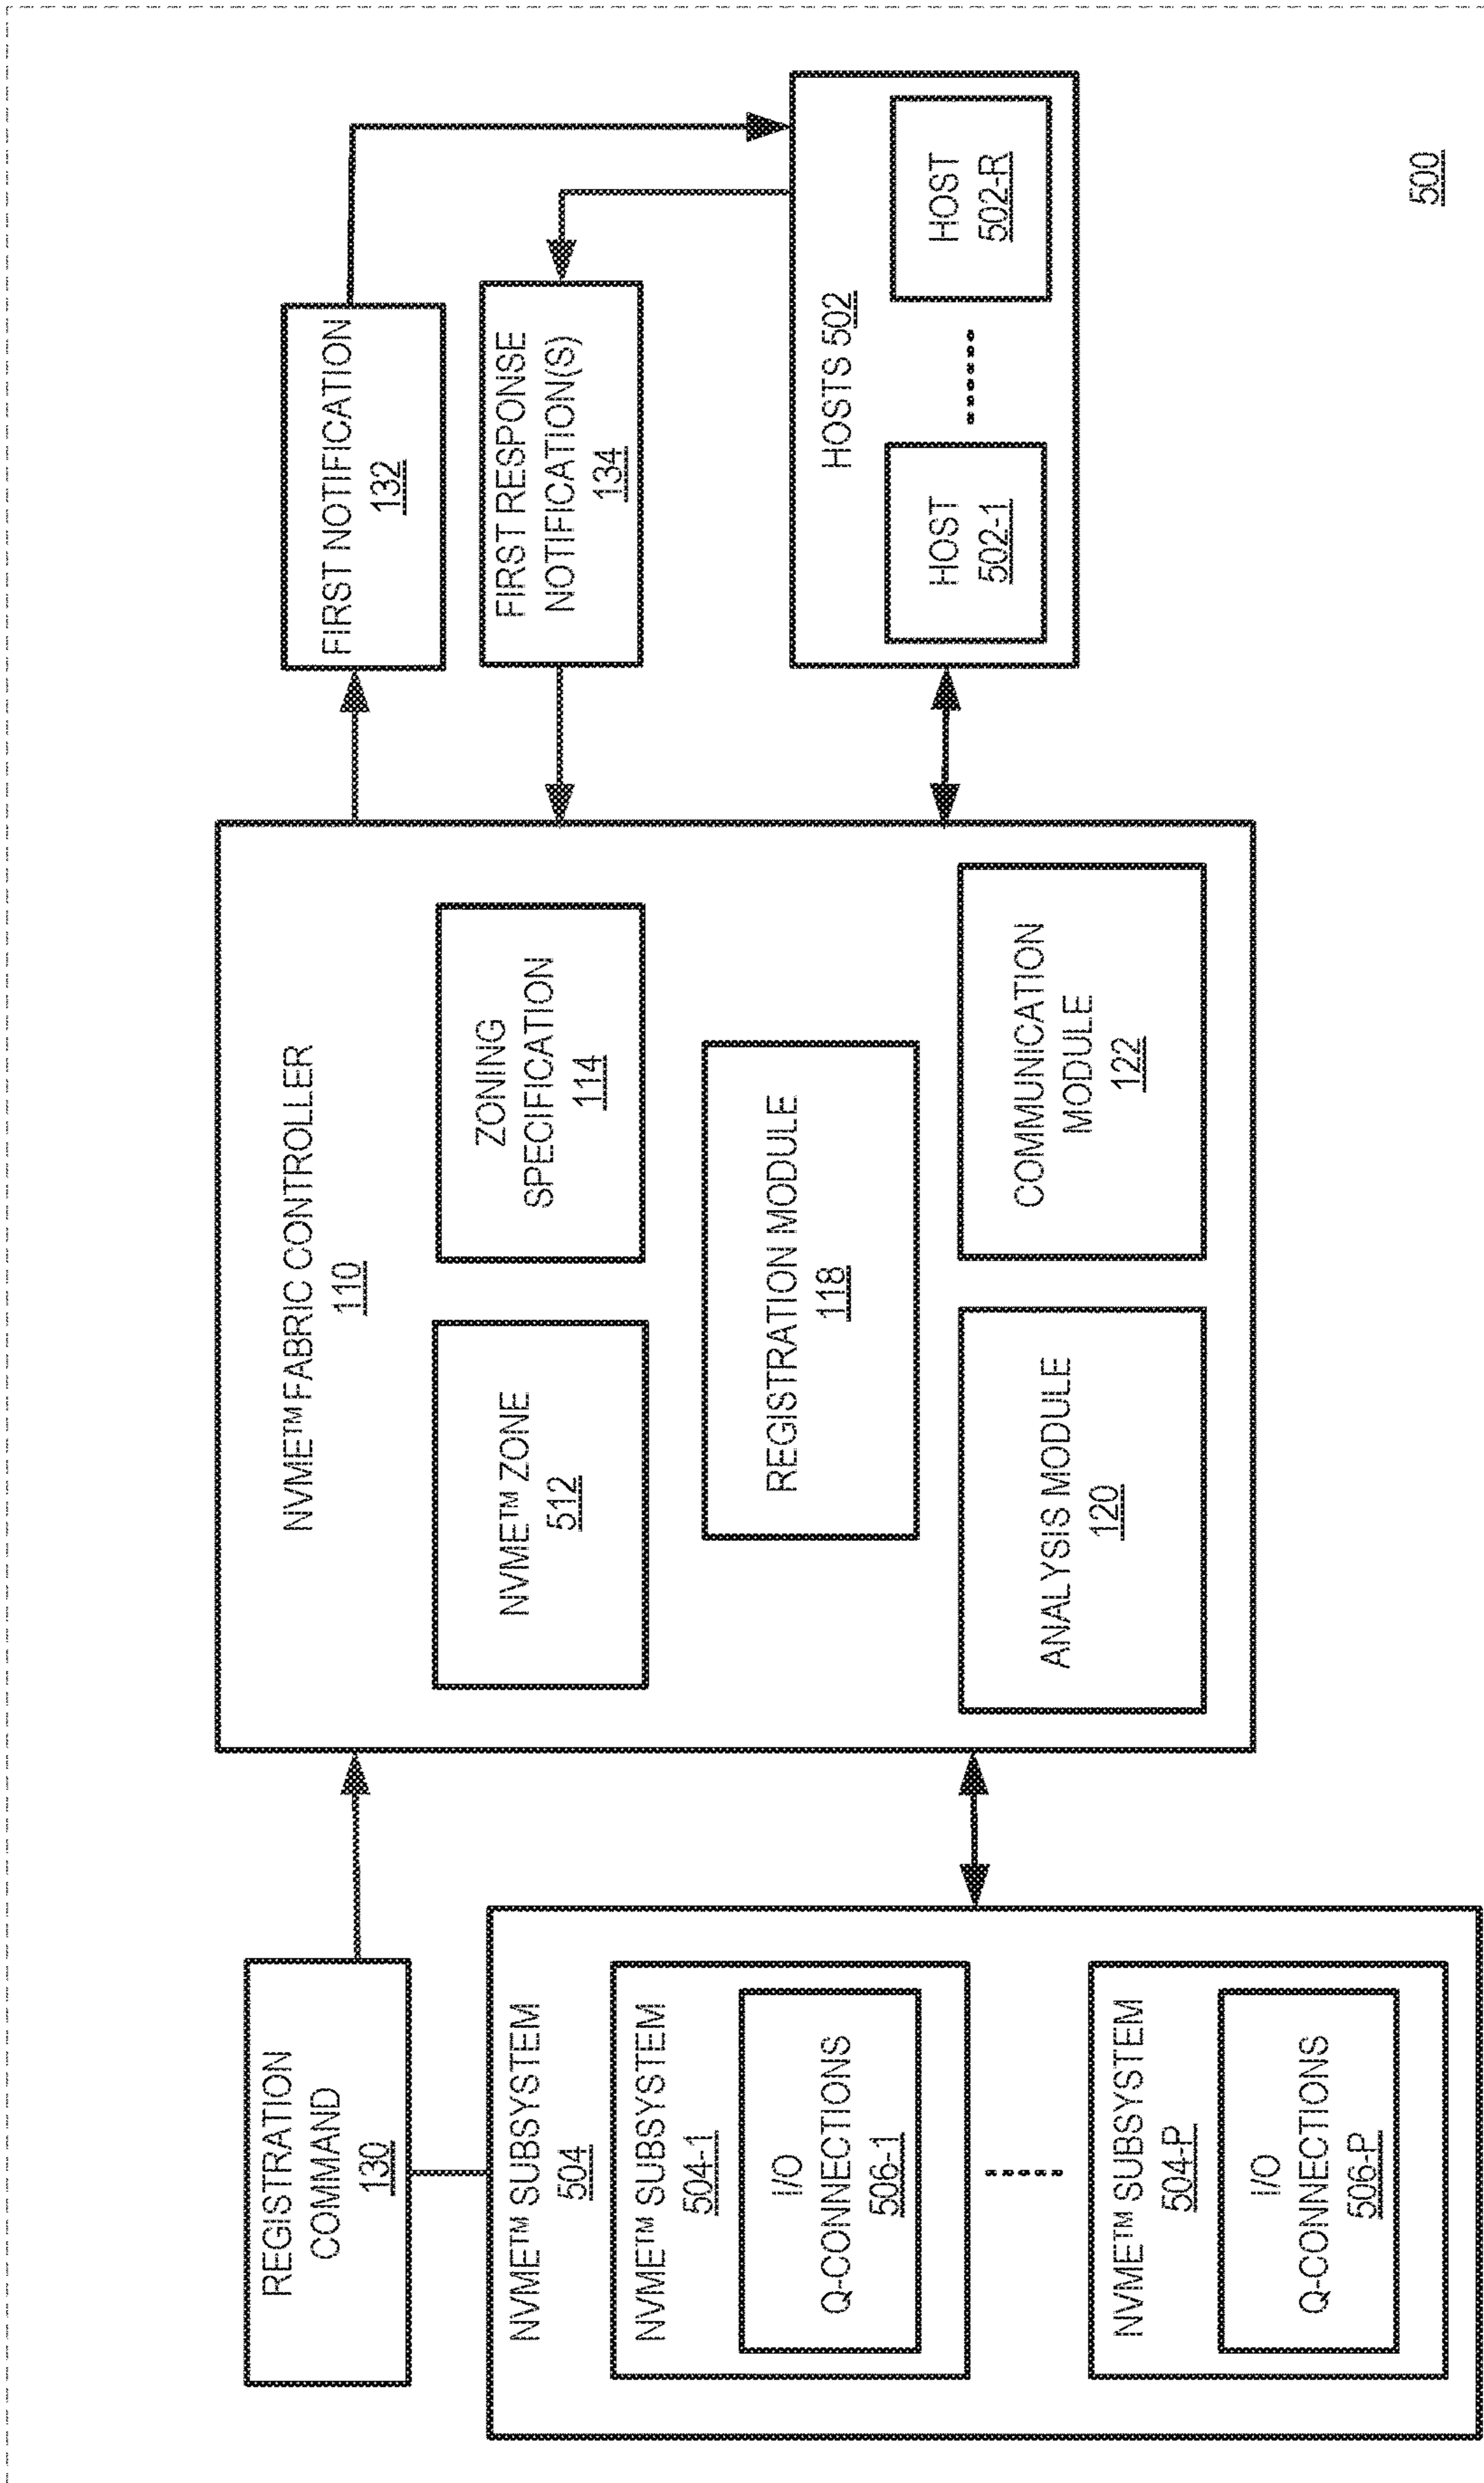 REGISTRATION
COMMAND
130
NVME™ SUBSYSTEM
504
NVME™ SUBSYSTEM
504-1
I/O
Q-CONNECTIONS
506-1
NVME™ SUBSYSTEM
504-P
I/O
Q-CONNECTIONS
506-P
NVME™ FABRIC CONTROLLER
110
NVME™ ZONE
512
ZONING
SPECIFICATION
114
REGISTRATION MODULE
118
ANALYSIS MODULE
120
COMMUNICATION
MODULE
122
FIRST NOTIFICATION
132
FIRST RESPONSE
NOTIFICATION(S)
134
HOSTS 502
HOST
502-1
HOST
502-R
500